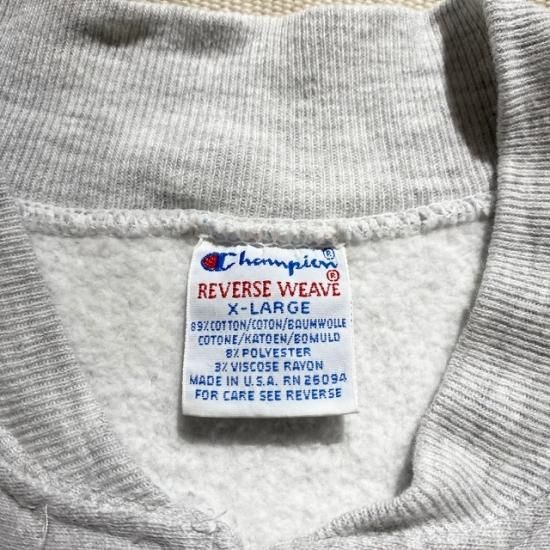 Champion®
REVERSE WEAVE®
X-LARGE
89% COTTON/COTON/BAUMWOLLE
COTONE/KATOEN/BOMULD
8% POLYESTER
3% VISCOSE RAYON
MADE IN U.S.A. RN 26094
FOR CARE SEE REVERSE